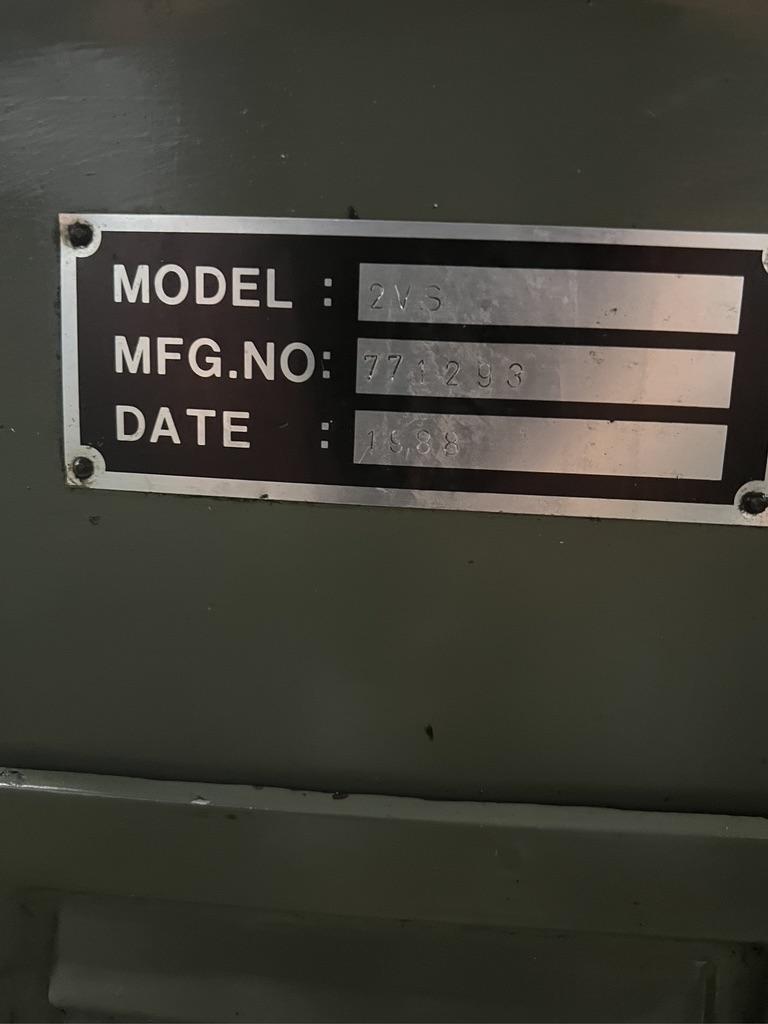 MODEL : 2VS
MFG.NO: 771293
DATE : 1988